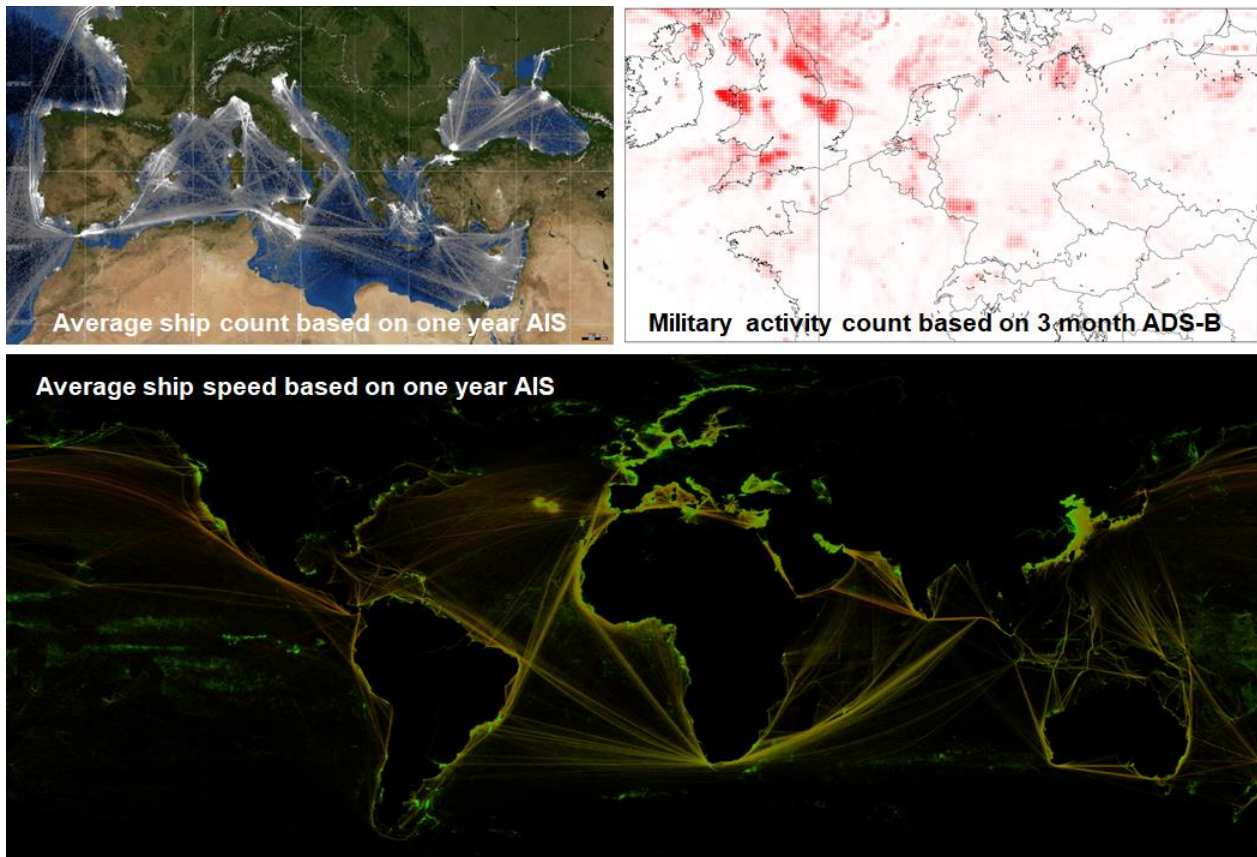 Average ship count based on one year AIS
Military activity count based on 3 month ADS-B
Average ship speed based on one year AIS